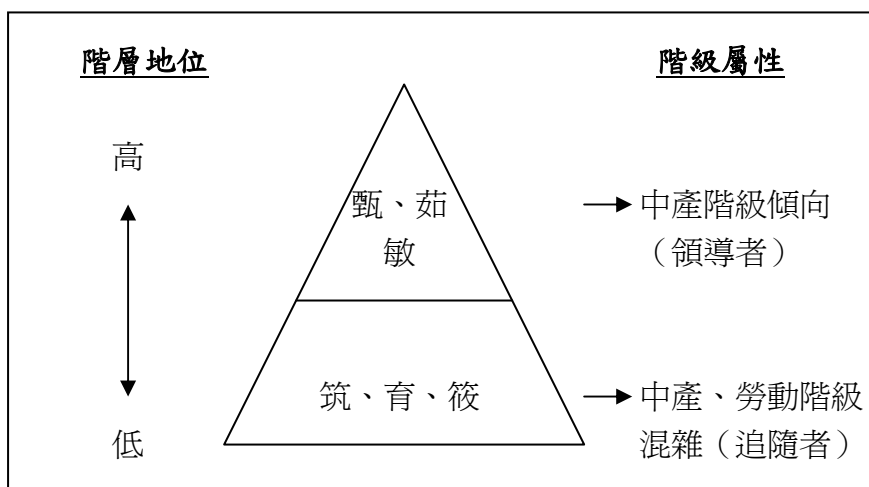 階層地位
階級屬性
高
甄、茹
敏
中產階級傾向
（領導者）
筑、育、筱
中產、勞動階級
混雜（追隨者）
低